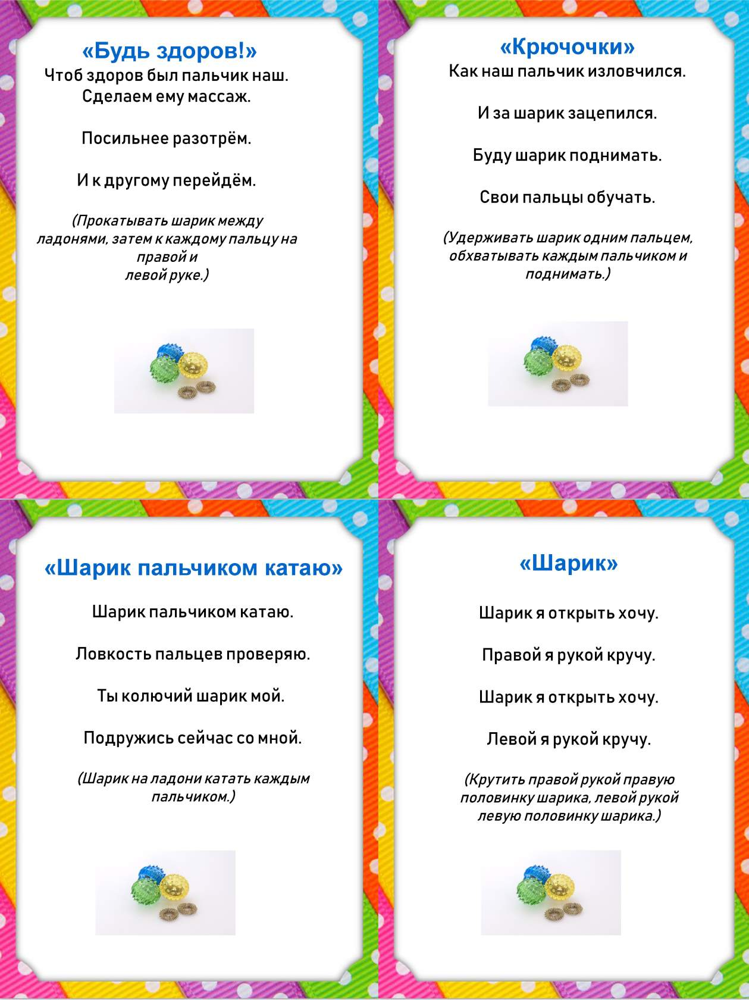 «Будь здоров!»
Чтоб здоров был пальчик наш.
Сделаем ему массаж.
Посильнее разотрём.
И к другому перейдём.
(Прокатывать шарик между
ладонями, затем к каждому пальцу на
правой и
левой руке.)
«Крючочки»
Как наш пальчик изловчился.
И за шарик зацепился.
Буду шарик поднимать.
Свои пальцы обучать.
(Удерживать шарик одним пальцем,
обхватывать каждым пальчиком и
поднимать.)
«Шарик пальчиком катаю»
Шарик пальчиком катаю.
Ловкость пальцев проверяю.
Ты колючий шарик мой.
Подружись сейчас со мной.
(Шарик на ладони катать каждым
пальчиком.)
«Шарик»
Шарик я открыть хочу.
Правой я рукой кручу.
Шарик я открыть хочу.
Левой я рукой кручу.
(Крутить правой рукой правую
половинку шарика, левой рукой
левую половинку шарика.)